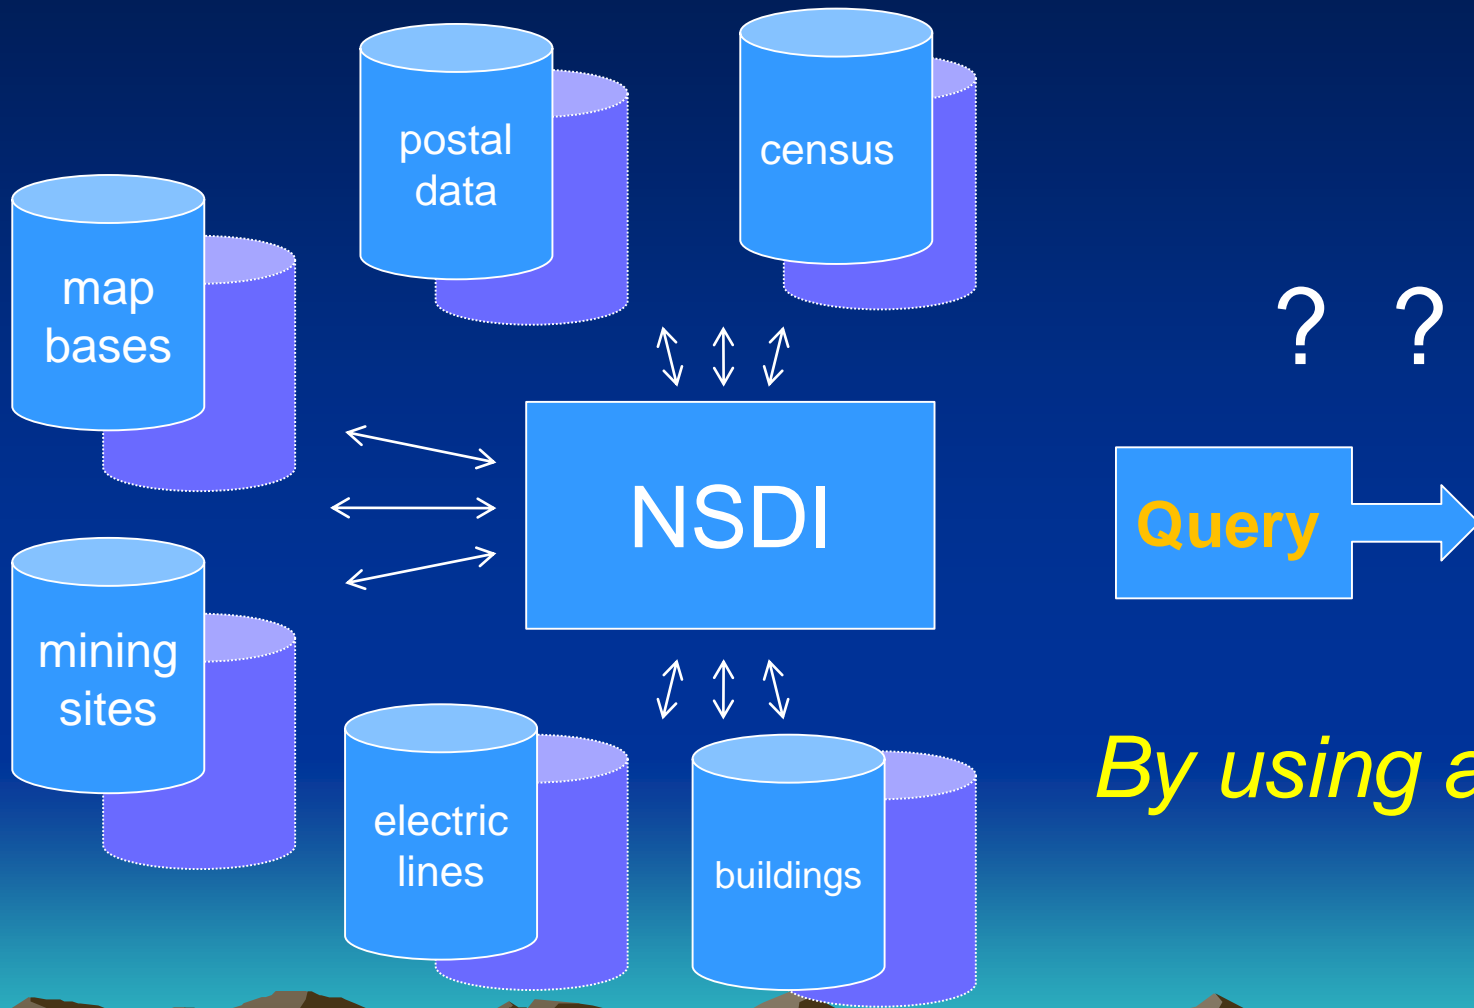 postal
data
census
map
bases
? ?
NSDI
Query
mining
sites
By using a
electric
lines
buildings